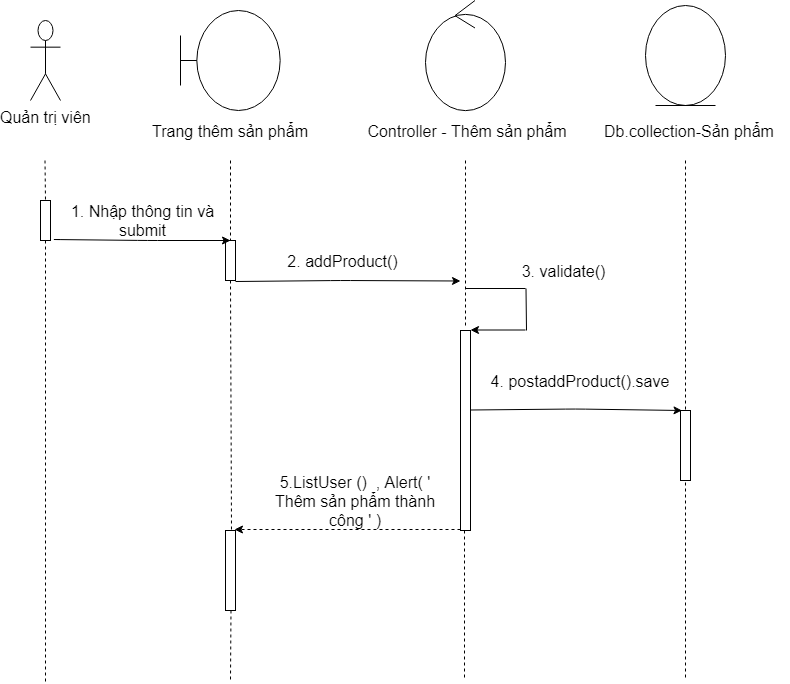 Quản trị viên
Trang thêm sản phẩm
Controller - Thêm sản phẩm
Db.collection-Sản phẩm
1. Nhập thông tin và
submit
2. addProduct()
3. validate()
4. postaddProduct().save
5.ListUser () , Alert( '
Thêm sản phẩm thành
công ' )